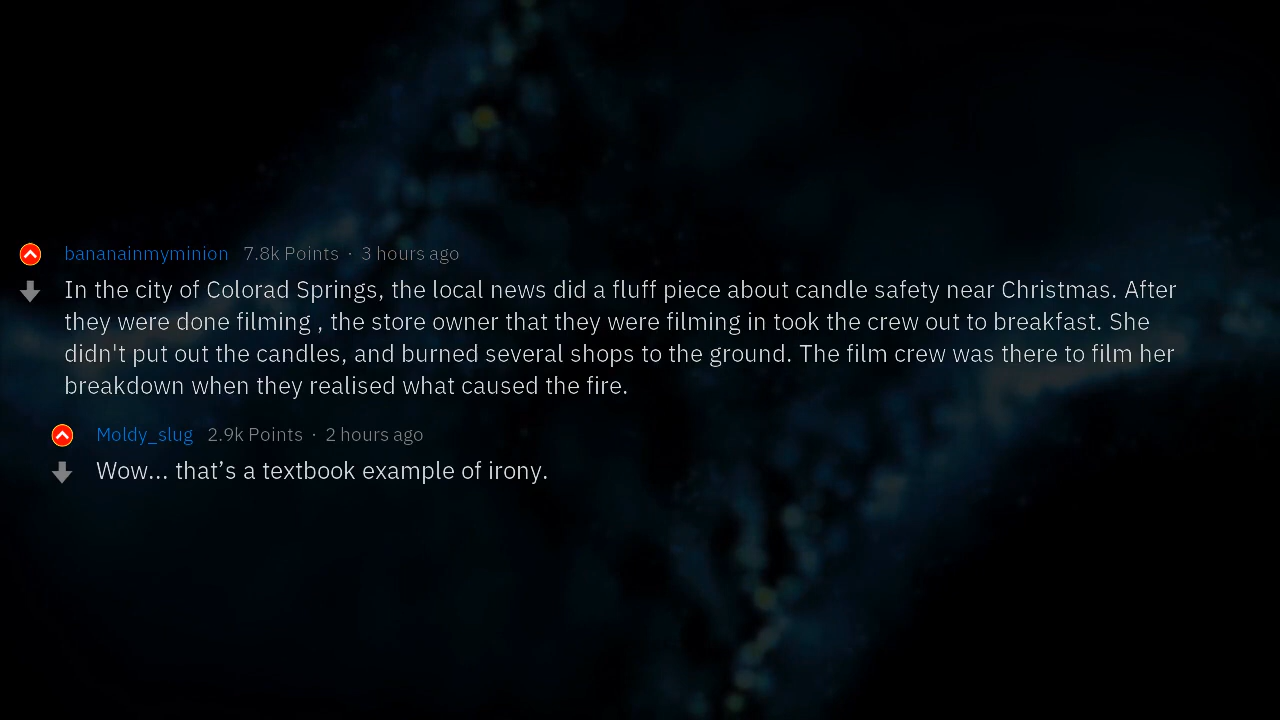 bananainmyminion 7.8k Points · 3 hours ago
In the city of Colorad Springs, the local news did a fluff piece about candle safety near Christmas. After
they were done filming , the store owner that they were filming in took the crew out to breakfast. She
didn't put out the candles, and burned several shops to the ground. The film crew was there to film her
breakdown when they realised what caused the fire.
Moldy_slug 2.9k Points · 2 hours ago
Wow... that’s a textbook example of irony.